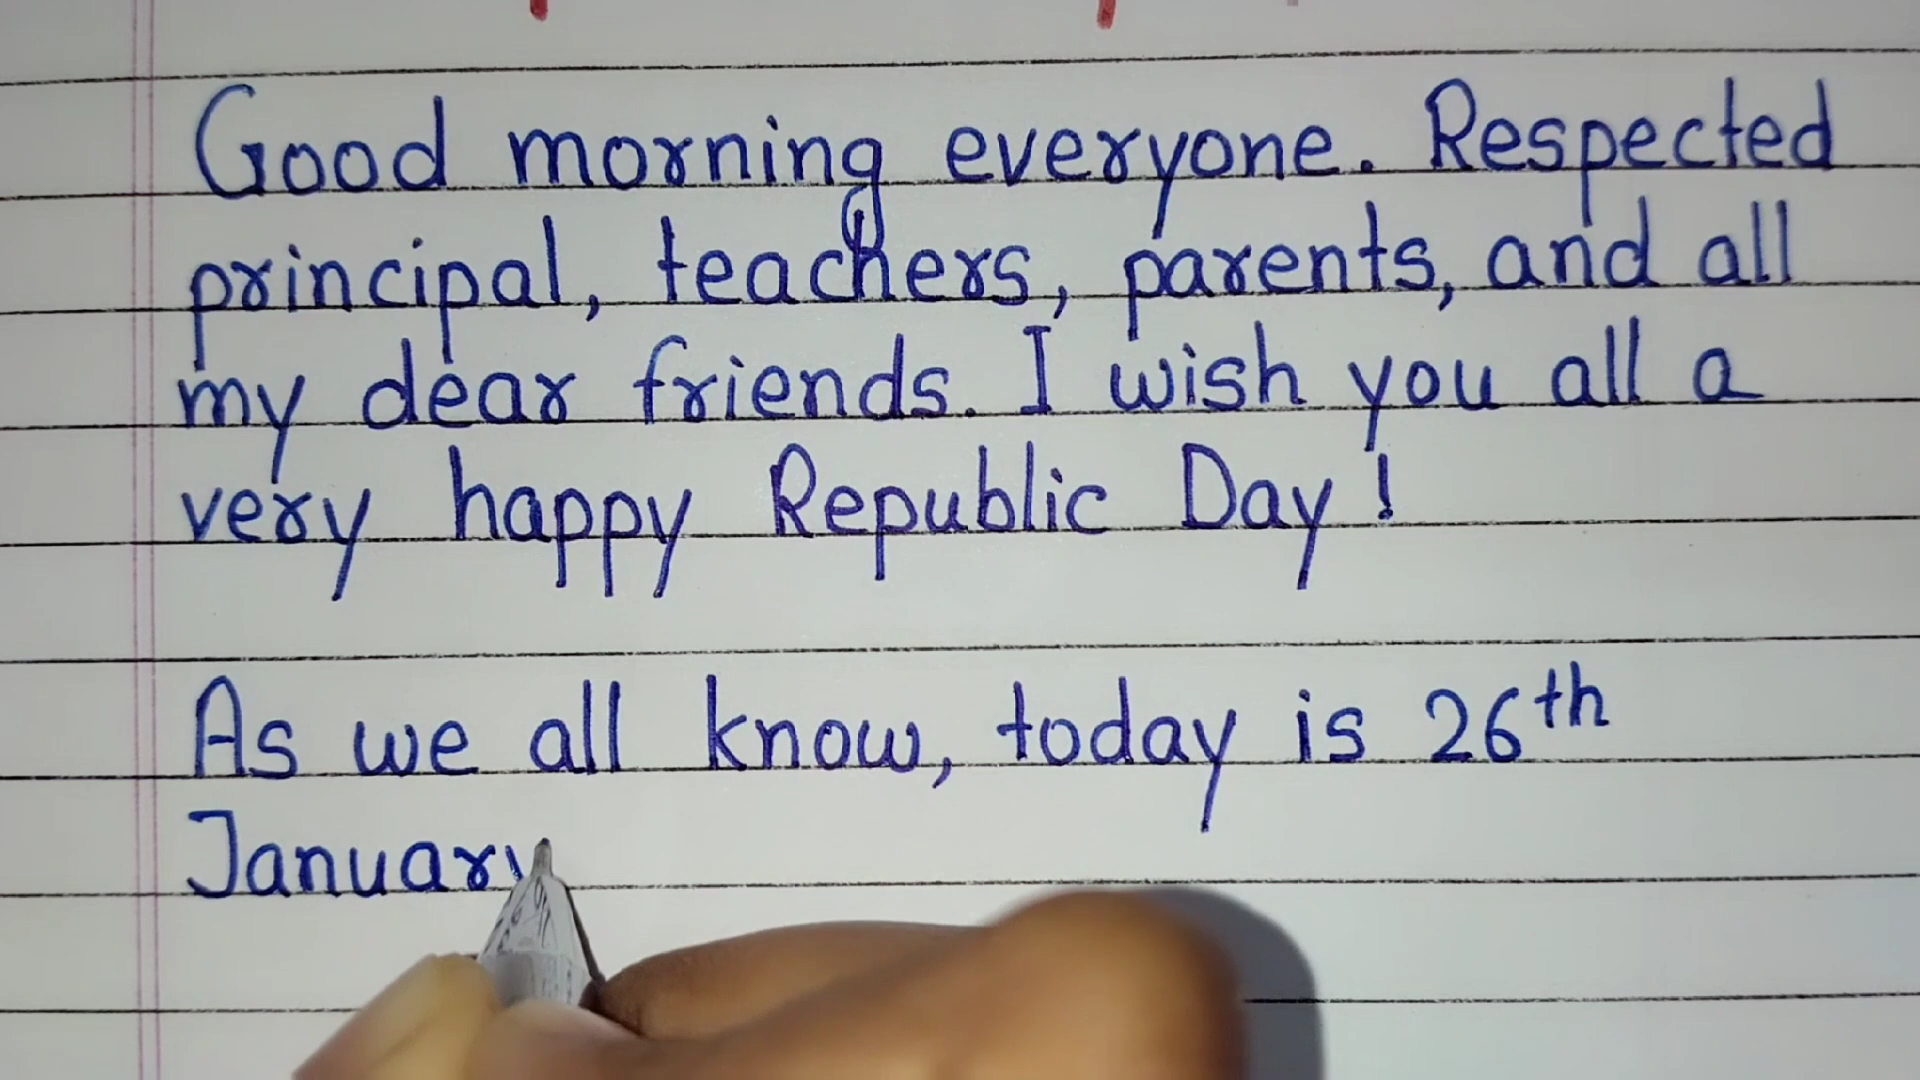 Good morning everyone. Respected
principal, teachers, parents, and all
my dear friends. I wish you all a
very happy Republic Day!
As we all know, today is 26th
January